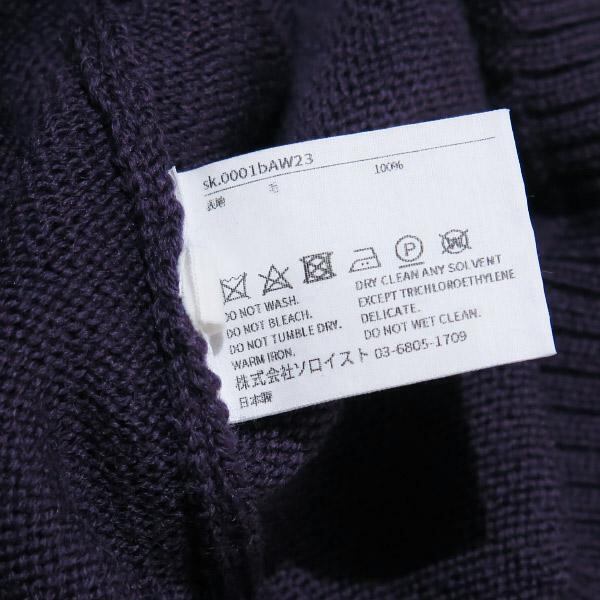 sk.0001bAW23
表地 毛 100%
DO NOT WASH.
DO NOT BLEACH.
DO NOT TUMBLE DRY.
WARM IRON.
DRY CLEAN ANY SOLVENT
EXCEPT TRICHLOROETHYLENE
DELICATE.
DO NOT WET CLEAN.
株式会社ソロイスト 03-6805-1709
日本製